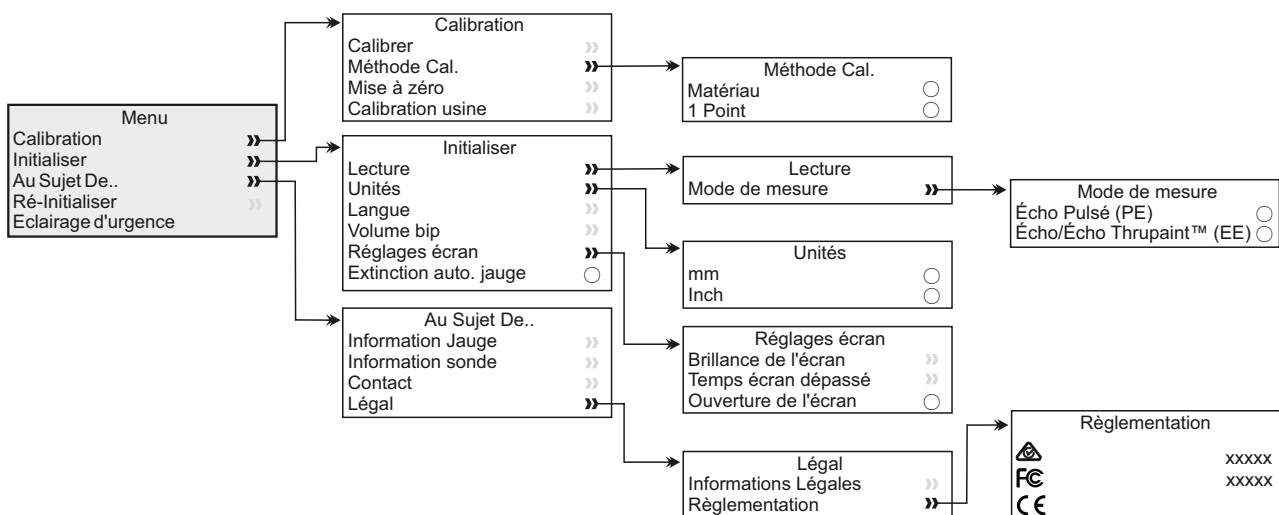 Menu
Calibration
Initialiser
Au Sujet De..
Ré-Initialiser
Eclairage d'urgence
Calibration
Calibrer
Méthode Cal.
Mise à zéro
Calibration usine
Initialiser
Lecture
Unités
Langue
Volume bip
Réglages écran
Extinction auto. jauge
Au Sujet De..
Information Jauge
Information sonde
Contact
Légal
Méthode Cal.
Matériau
1 Point
Lecture
Mode de mesure
Unités
mm
Inch
Réglages écran
Brillance de l'écran
Temps écran dépassé
Ouverture de l'écran
Légal
Informations Légales
Règlementation
Mode de mesure
Écho Pulsé (PE)
Écho/Écho Thrupaint™ (EE)
Règlementation
xxxxx
FC xxxxx
CE